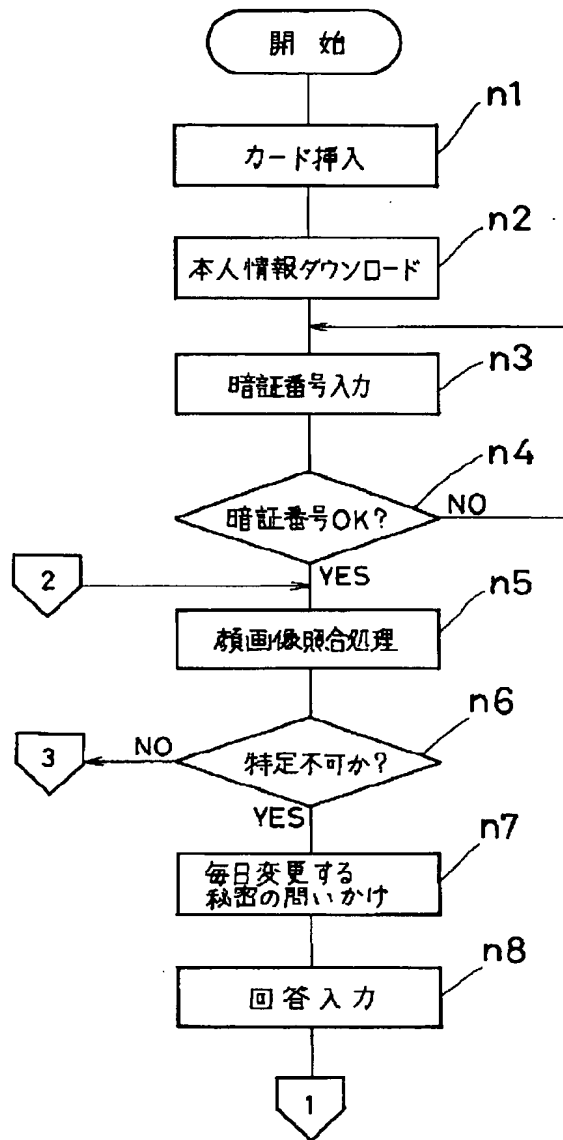 開始
n1
カード挿入
n2
本人情報ダウンロード
n3
暗証番号入力
n4
暗証番号OK?
NO
2
YES
n5
顔画像照合処理
n6
3
NO
特定不可か?
YES
n7
毎日変更する
秘密の問いかけ
n8
回答入力
1